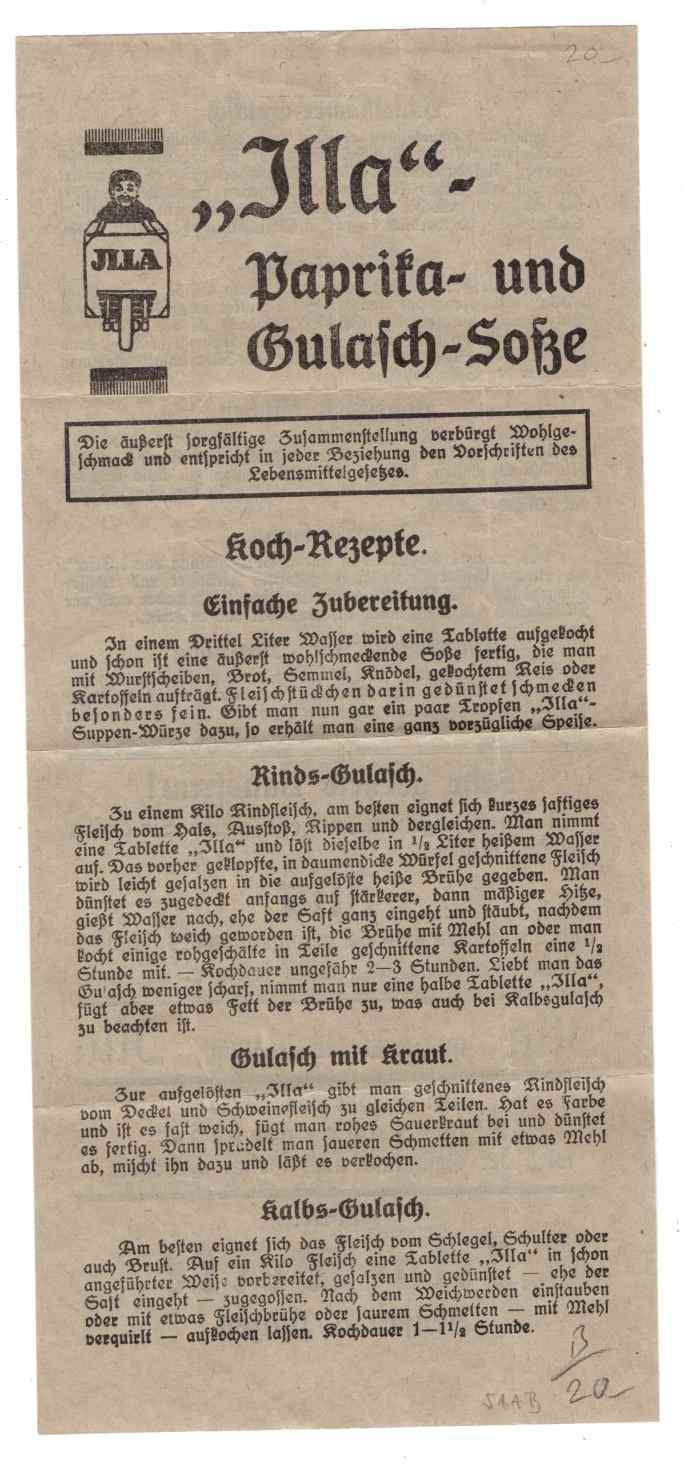 20
„Illa“-
JLLA
Paprika- und
Gulasch-Soße
Die äußerst sorgfältige Zusammenstellung verbürgt Wohlge-
schmack und entspricht in jeder Beziehung den Vorschriften des
Lebensmittelgesetzes.
Koch-Rezepte.
Einfache Zubereitung.
In einem Drittel Liter Wasser wird eine Tablette aufgekocht
und schon ist eine äußerst wohlschmeckende Soße fertig, die man
mit Wurstscheiben, Brot, Semmel, Knödel, gekochtem Reis oder
Kartoffeln aufträgt. Fleischstückchen darin gedünstet schmecken
besonders fein. Gibt man nun gar ein paar Tropfen „Illa“-
Suppen-Würze dazu, so erhält man eine ganz vorzügliche Speise.
Rinds-Gulasch.
Zu einem Kilo Rindfleisch, am besten eignet sich kurzes saftiges
Fleisch vom Hals, Ausstoß, Rippen und dergleichen. Man nimmt
eine Tablette „Illa“ und löst dieselbe in 1/2 Liter heißem Wasser
auf. Das vorher geklopfte, in daumendicke Würfel geschnittene Fleisch
wird leicht gesalzen in die aufgelöste heiße Brühe gegeben. Man
dünstet es zugedeckt anfangs auf stärkerer, dann mäßiger Hitze,
gießt Wasser nach, ehe der Saft ganz eingeht und stäubt, nachdem
das Fleisch weich geworden ist, die Brühe mit Mehl an oder man
kocht einige rohgeschälte in Teile geschnittene Kartoffeln eine 1/2
Stunde mit. — Kochdauer ungefähr 2—3 Stunden. Liebt man das
Gulasch weniger scharf, nimmt man nur eine halbe Tablette „Illa“,
fügt aber etwas Fett der Brühe zu, was auch bei Kalbsgulasch
zu beachten ist.
Gulasch mit Kraut.
Zur aufgelösten „Illa“ gibt man geschnittenes Rindfleisch
vom Deckel und Schweinefleisch zu gleichen Teilen. Hat es Farbe
und ist es fast weich, fügt man rohes Sauerkraut bei und dünstet
es fertig. Dann sprudelt man saueren Schmetten mit etwas Mehl
ab, mischt ihn dazu und läßt es verkochen.
Kalbs-Gulasch.
Am besten eignet sich das Fleisch vom Schlegel, Schulter oder
auch Brust. Auf ein Kilo Fleisch eine Tablette „Illa“ in schon
angeführter Weise vorbereitet, gesalzen und gedünstet — ehe der
Saft eingeht — zugegossen. Nach dem Weichwerden einstauben
oder mit etwas Fleischbrühe oder saurem Schmetten — mit Mehl
verquirlt — aufkochen lassen. Kochdauer 1—1 1/2 Stunde.
B
20